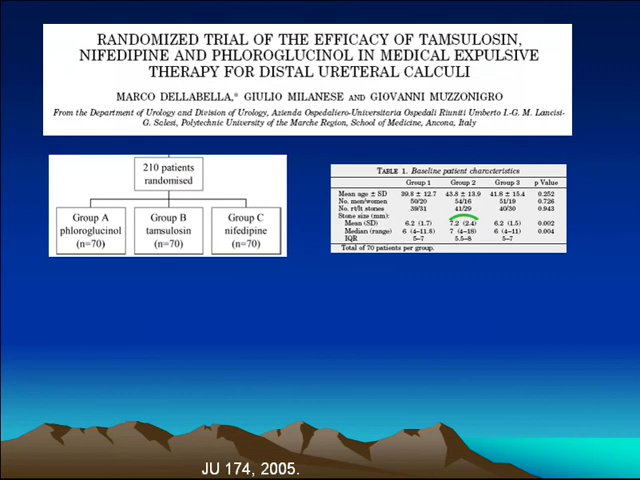 RANDOMIZED TRIAL OF THE EFFICACY OF TAMSULOSIN,
NIFEDIPINE AND PHLOROGLUCINOL IN MEDICAL EXPULSIVE
THERAPY FOR DISTAL URETERAL CALCULI
MARCO DELLABELLA,* GIULIO MILANESE AND GIOVANNI MUZZONIGRO
From the Department of Urology and Division of Urology, Azienda Ospedaliero-Universitaria Ospedali Riuniti Umberto I.-G. M. Lancisi-
G. Salesi, Polytechnic University of the Marche Region, School of Medicine, Ancona, Italy
210 patients
randomised
Group A
phloroglucinol
(n=70)
Group B
tamsulosin
(n=70)
Group C
nifedipine
(n=70)
TABLE 1. Baseline patient characteristics
Group 1 Group 2 Group 3 p Value
Mean age ± SD 39.8 ± 12.7 43.8 ± 13.9 41.8 ± 15.4 0.252
No. men/women 50/20 54/16 51/19 0.726
No. rt/lt stones 39/31 41/29 40/30 0.943
Stone size (mm):
Mean (SD) 6.2 (1.7) 7.2 (2.4) 6.2 (1.5) 0.002
Median (range) 6 (4–11.8) 7 (4–18) 6 (4–11) 0.004
IQR 5–7 5.5–8 5–7
Total of 70 patients per group.
JU 174, 2005.